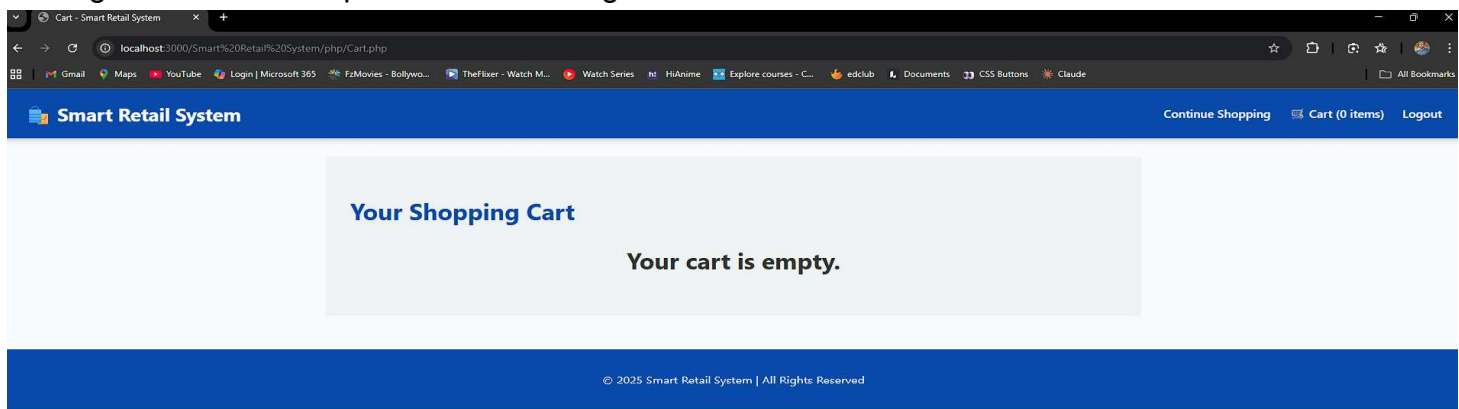 Cart - Smart Retail System
localhost:3000/Smart%20Retail%20System/php/Cart.php
Gmail Maps YouTube Login | Microsoft 365 FzMovies - Bollywo... TheFlixer - Watch M... Watch Series HiAnime Explore courses - C... edclub Documents CSS Buttons Claude All Bookmarks
Smart Retail System Continue Shopping Cart (0 items) Logout
Your Shopping Cart
Your cart is empty.
© 2025 Smart Retail System | All Rights Reserved